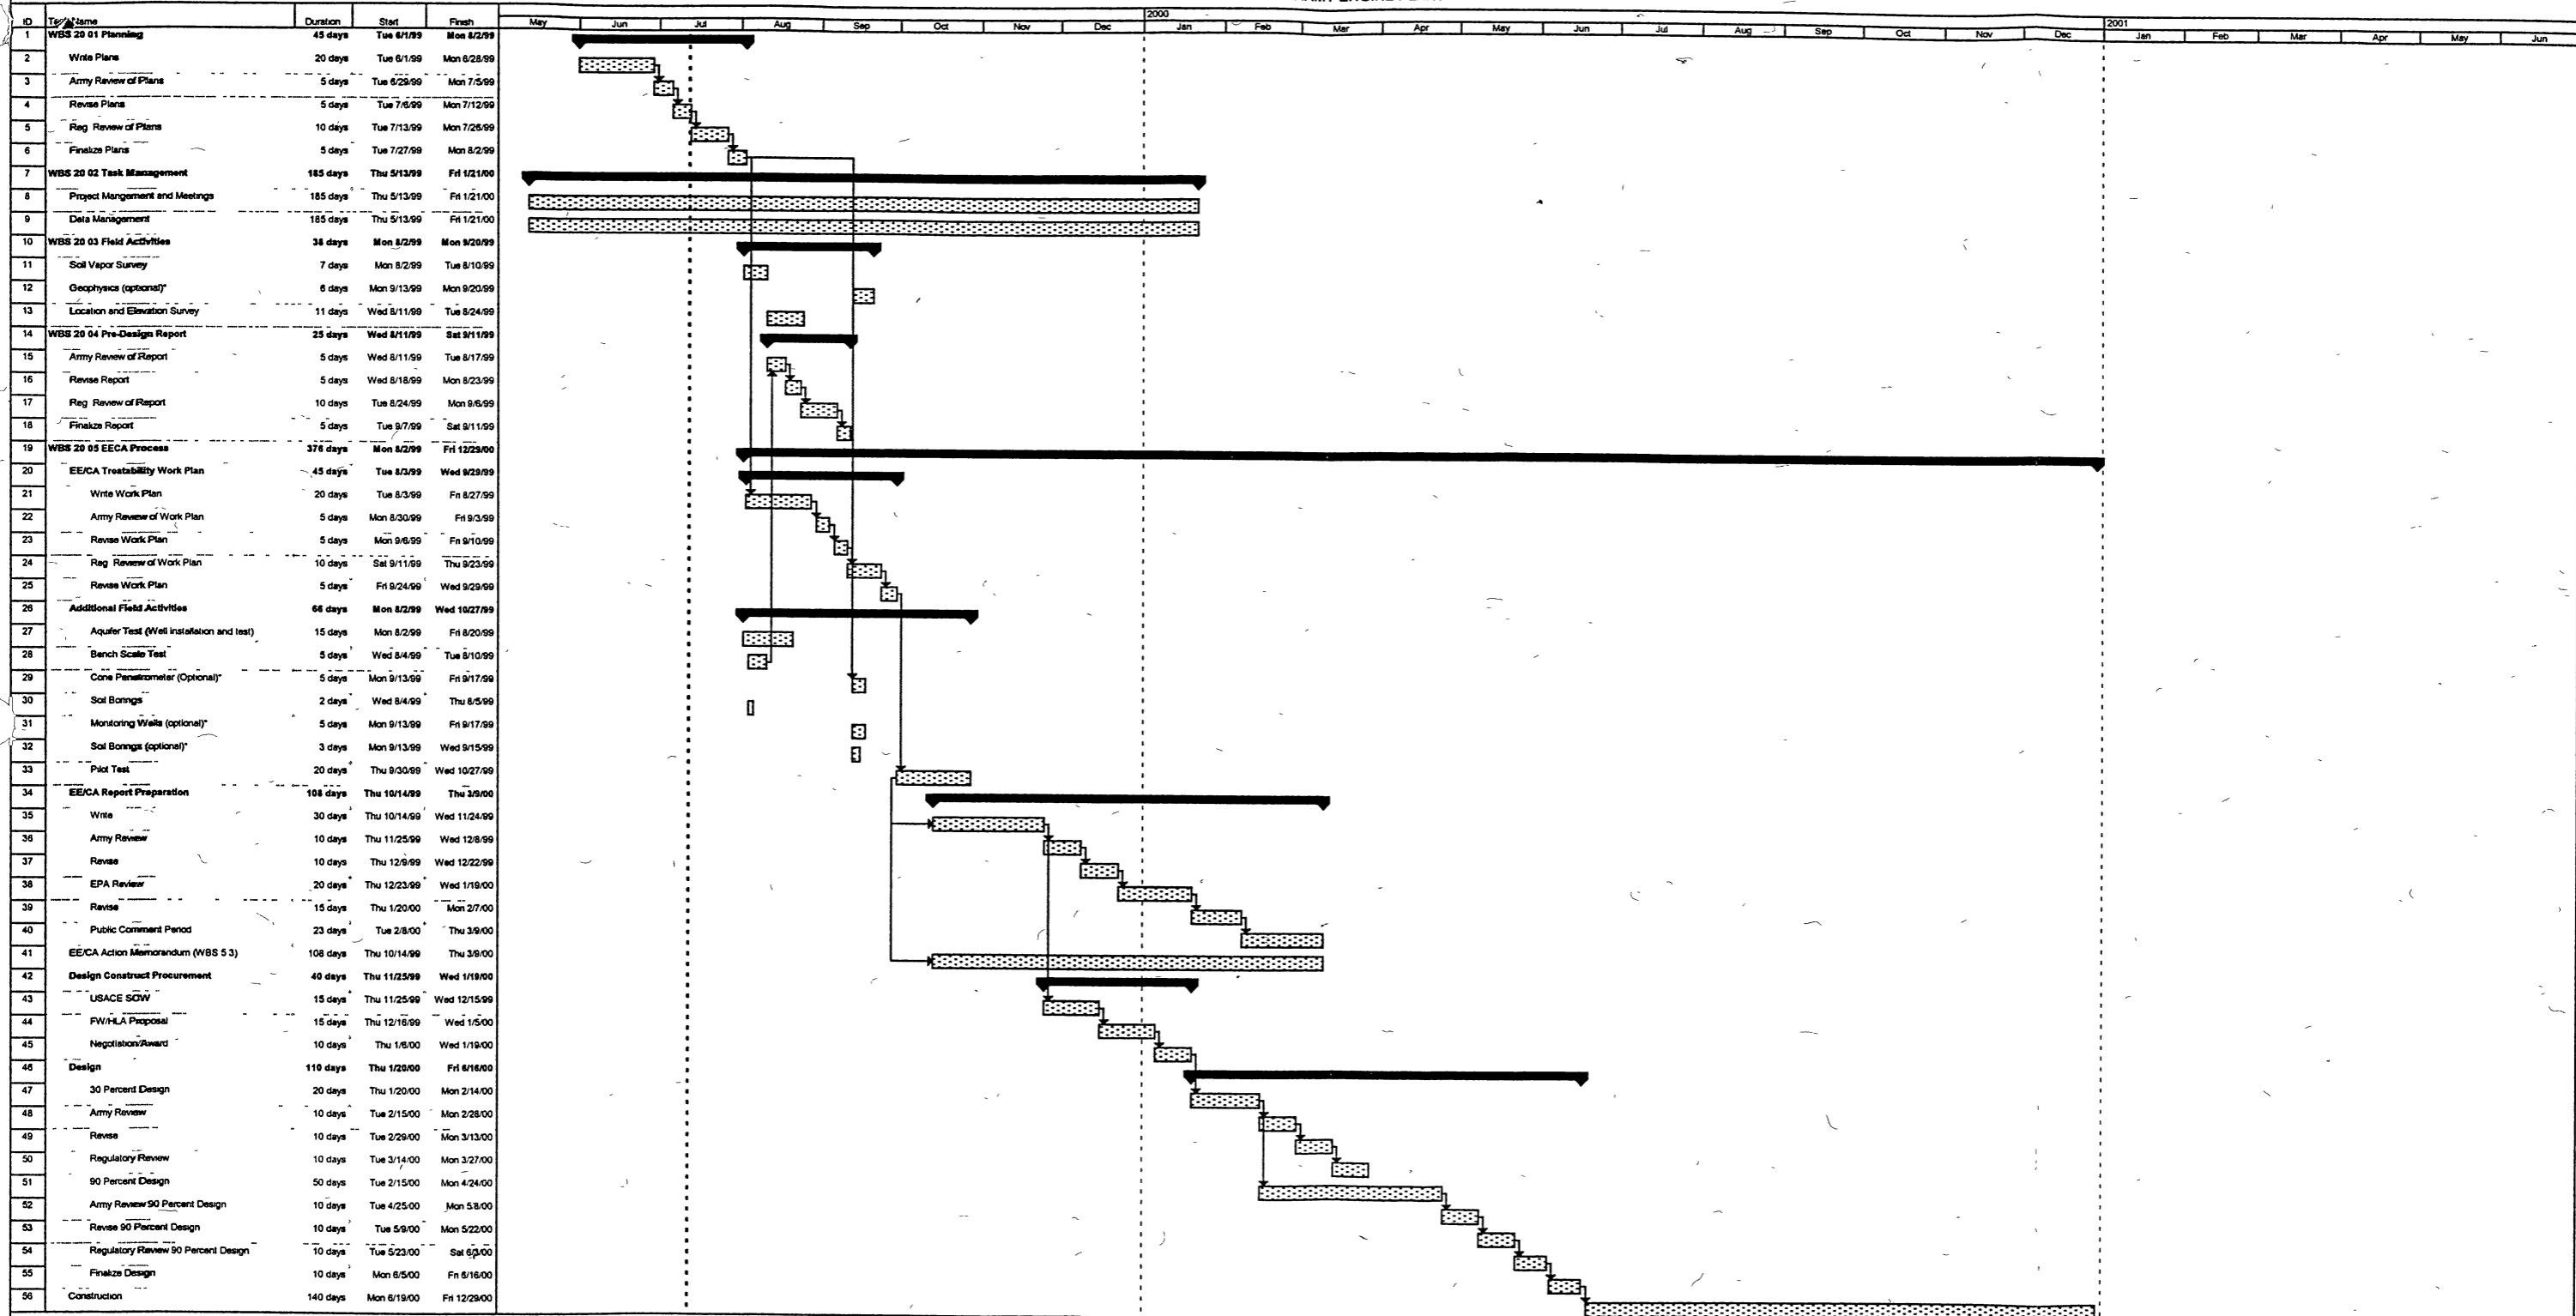 2000
2001
ID Task Name Duration Start Finish May Jun Jul Aug Sep Oct Nov Dec Jan Feb Mar Apr May Jun Jul Aug Sep Oct Nov Dec Jan Feb Mar Apr May Jun
1 WBS 20 01 Planning 45 days Tue 6/1/99 Mon 8/2/99
2 Write Plans 20 days Tue 6/1/99 Mon 6/28/99
3 Army Review of Plans 5 days Tue 6/29/99 Mon 7/5/99
4 Revise Plans 5 days Tue 7/6/99 Mon 7/12/99
5 Reg Review of Plans 10 days Tue 7/13/99 Mon 7/26/99
6 Finalize Plans 5 days Tue 7/27/99 Mon 8/2/99
7 WBS 20 02 Task Management 185 days Thu 5/13/99 Fri 1/21/00
8 Project Mangement and Meetings 185 days Thu 5/13/99 Fri 1/21/00
9 Data Management 185 days Thu 5/13/99 Fri 1/21/00
10 WBS 20 03 Field Activities 38 days Mon 8/2/99 Mon 9/20/99
11 Soil Vapor Survey 7 days Mon 8/2/99 Tue 8/10/99
12 Geophysics (optional)* 6 days Mon 9/13/99 Mon 9/20/99
13 Location and Elevation Survey 11 days Wed 8/11/99 Tue 8/24/99
14 WBS 20 04 Pre-Design Report 25 days Wed 8/11/99 Sat 9/11/99
15 Army Review of Report 5 days Wed 8/11/99 Tue 8/17/99
16 Revise Report 5 days Wed 8/18/99 Mon 8/23/99
17 Reg Review of Report 10 days Tue 8/24/99 Mon 9/6/99
18 Finalize Report 5 days Tue 9/7/99 Sat 9/11/99
19 WBS 20 05 EECA Process 376 days Mon 8/2/99 Fri 12/29/00
20 EE/CA Treatability Work Plan 45 days Tue 8/3/99 Wed 9/29/99
21 Write Work Plan 20 days Tue 8/3/99 Fri 8/27/99
22 Army Review of Work Plan 5 days Mon 8/30/99 Fri 9/3/99
23 Revise Work Plan 5 days Mon 9/6/99 Fri 9/10/99
24 Reg Review of Work Plan 10 days Sat 9/11/99 Thu 9/23/99
25 Revise Work Plan 5 days Fri 9/24/99 Wed 9/29/99
26 Additional Field Activities 66 days Mon 8/2/99 Wed 10/27/99
27 Aquifer Test (Well installation and test) 15 days Mon 8/2/99 Fri 8/20/99
28 Bench Scale Test 5 days Wed 8/4/99 Tue 8/10/99
29 Cone Penetrometer (Optional)* 5 days Mon 9/13/99 Fri 9/17/99
30 Soil Borings 2 days Wed 8/4/99 Thu 8/5/99
31 Monitoring Wells (optional)* 5 days Mon 9/13/99 Fri 9/17/99
32 Soil Borings (optional)* 3 days Mon 9/13/99 Wed 9/15/99
33 Pilot Test 20 days Thu 9/30/99 Wed 10/27/99
34 EE/CA Report Preparation 108 days Thu 10/14/99 Thu 3/9/00
35 Write 30 days Thu 10/14/99 Wed 11/24/99
36 Army Review 10 days Thu 11/25/99 Wed 12/8/99
37 Revise 10 days Thu 12/9/99 Wed 12/22/99
38 EPA Review 20 days Thu 12/23/99 Wed 1/19/00
39 Revise 15 days Thu 1/20/00 Mon 2/7/00
40 Public Comment Period 23 days Tue 2/8/00 Thu 3/9/00
41 EE/CA Action Memorandum (WBS 5 3) 108 days Thu 10/14/99 Thu 3/9/00
42 Design Construct Procurement 40 days Thu 11/25/99 Wed 1/19/00
43 USACE SOW 15 days Thu 11/25/99 Wed 12/15/99
44 FW/HLA Proposal 15 days Thu 12/16/99 Wed 1/5/00
45 Negotiation/Award 10 days Thu 1/6/00 Wed 1/19/00
46 Design 110 days Thu 1/20/00 Fri 6/16/00
47 30 Percent Design 20 days Thu 1/20/00 Mon 2/14/00
48 Army Review 10 days Tue 2/15/00 Mon 2/28/00
49 Revise 10 days Tue 2/29/00 Mon 3/13/00
50 Regulatory Review 10 days Tue 3/14/00 Mon 3/27/00
51 90 Percent Design 50 days Tue 2/15/00 Mon 4/24/00
52 Army Review 90 Percent Design 10 days Tue 4/25/00 Mon 5/8/00
53 Revise 90 Percent Design 10 days Tue 5/9/00 Mon 5/22/00
54 Regulatory Review 90 Percent Design 10 days Tue 5/23/00 Sat 6/3/00
55 Finalize Design 10 days Mon 6/5/00 Fri 6/16/00
56 Construction 140 days Mon 6/19/00 Fri 12/29/00